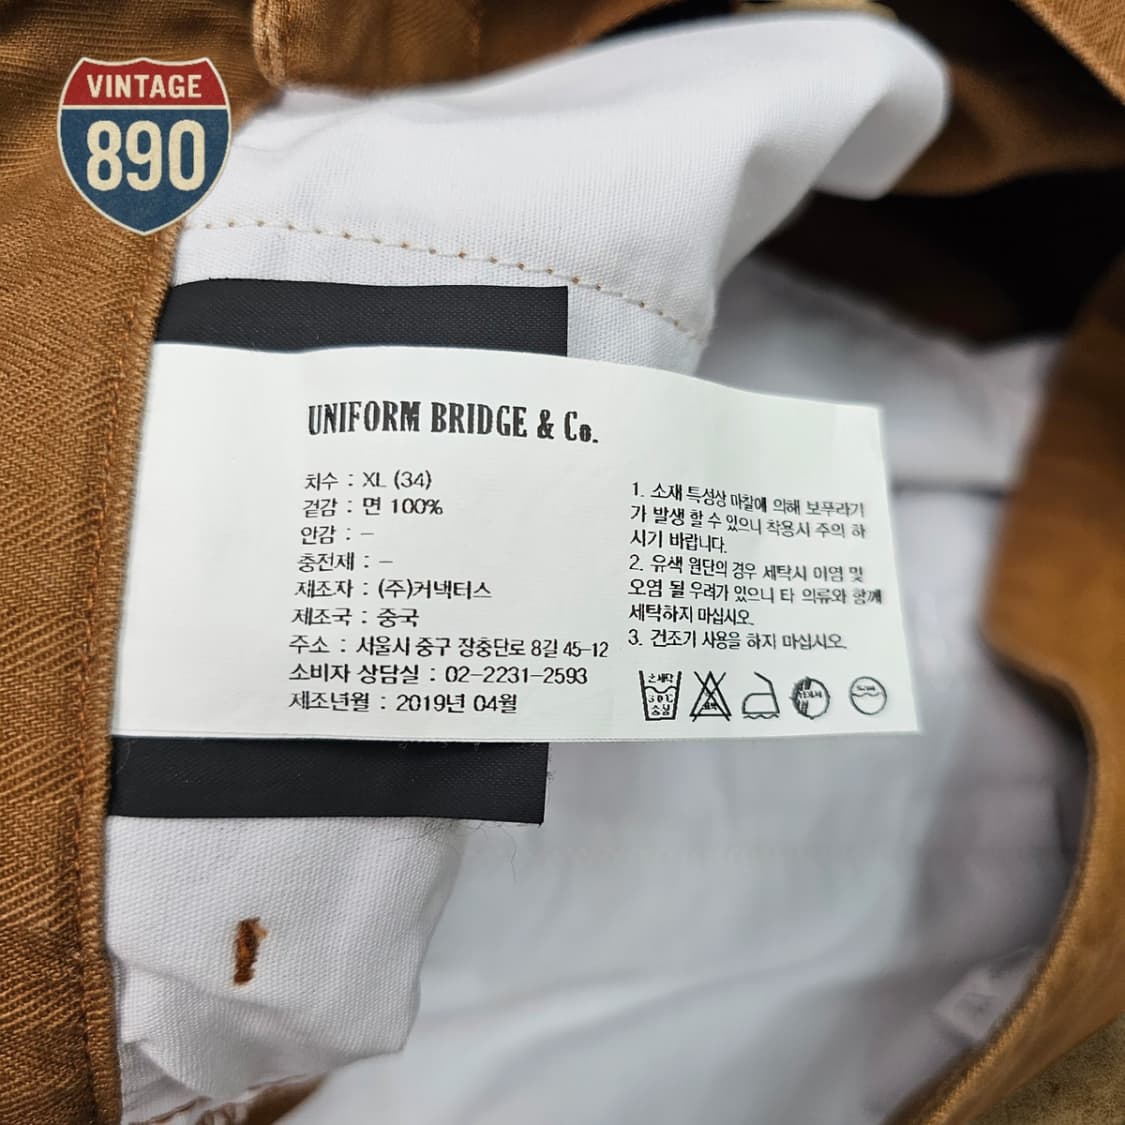 VINTAGE
890
UNIFORM BRIDGE & Co.
치수 : XL (34)
겉감 : 면 100%
안감 : –
충전재 : –
제조자 : (주)커넥터스
제조국 : 중국
주소 : 서울시 중구 장충단로 8길 45-12
소비자 상담실 : 02-2231-2593
제조년월 : 2019년 04월
1. 소재 특성상 마찰에 의해 보푸라기
가 발생 할 수 있으니 착용시 주의 하
시기 바랍니다.
2. 유색 원단의 경우 세탁시 이염 및
오염 될 우려가 있으니 타 의류와 함께
세탁하지 마십시오.
3. 건조기 사용을 하지 마십시오.
손세탁
30℃
중성